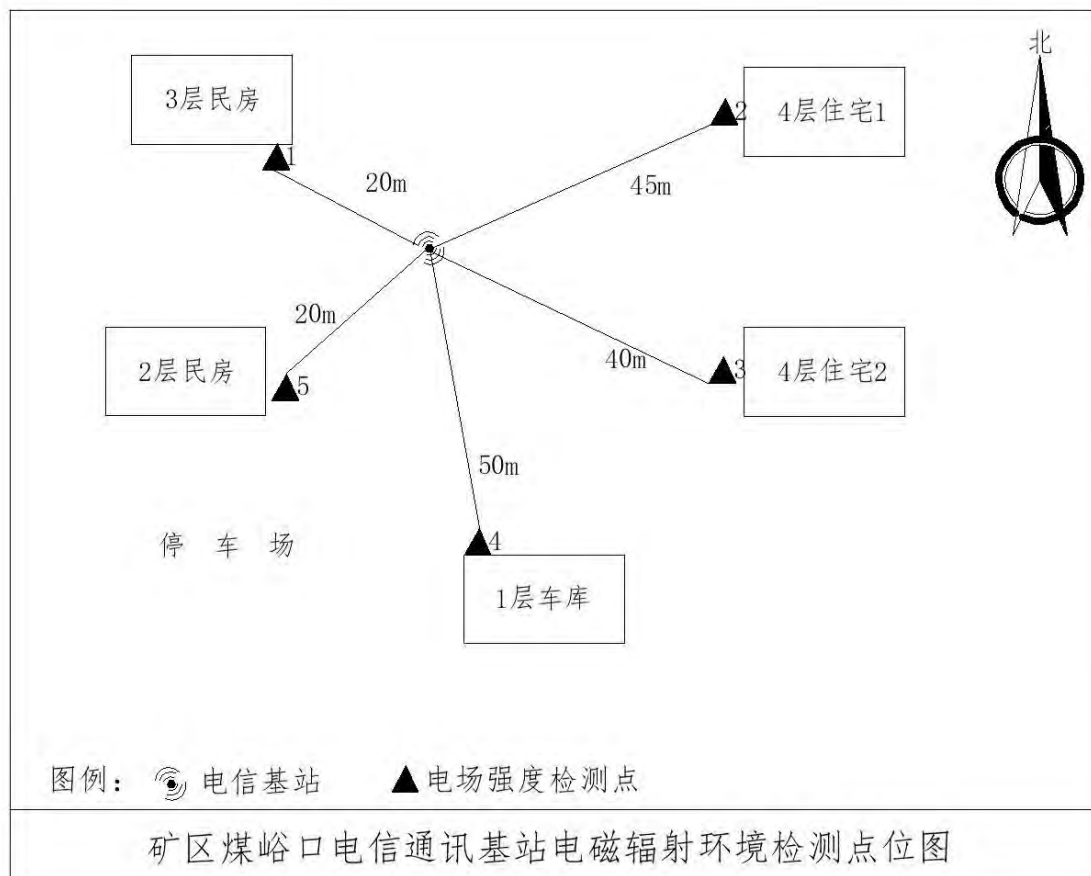 北
3层民房
1
20m
2
4层住宅1
45m
20m
2层民房
5
40m
3
4层住宅2
50m
停车场
4
1层车库
图例：
电信基站
电场强度检测点
矿区煤峪口电信通讯基站电磁辐射环境检测点位图